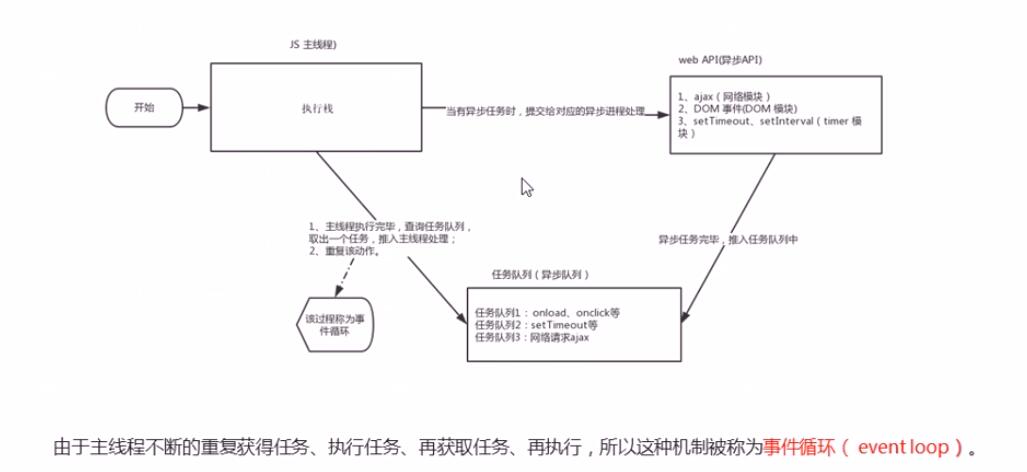 JS 主线程)
web API(异步API)
开始
执行栈
当有异步任务时，提交给对应的异步进程处理
1、ajax（网络模块）
2、DOM 事件(DOM 模块)
3、setTimeout、setInterval（timer 模
块）
1、主线程执行完毕，查询任务队列，
取出一个任务，推入主线程处理；
2、重复该动作。
异步任务完毕，推入任务队列中
任务队列（异步队列）
该过程称为事
件循环
任务队列1： onload、onclick等
任务队列2：setTimeout等
任务队列3：网络请求ajax
由于主线程不断的重复获得任务、执行任务、再获取任务、再执行，所以这种机制被称为事件循环（ event loop）。